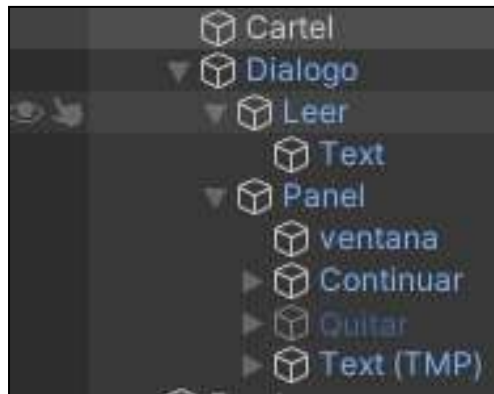 Cartel
Dialogo
Leer
Text
Panel
ventana
Continuar
Quitar
Text (TMP)